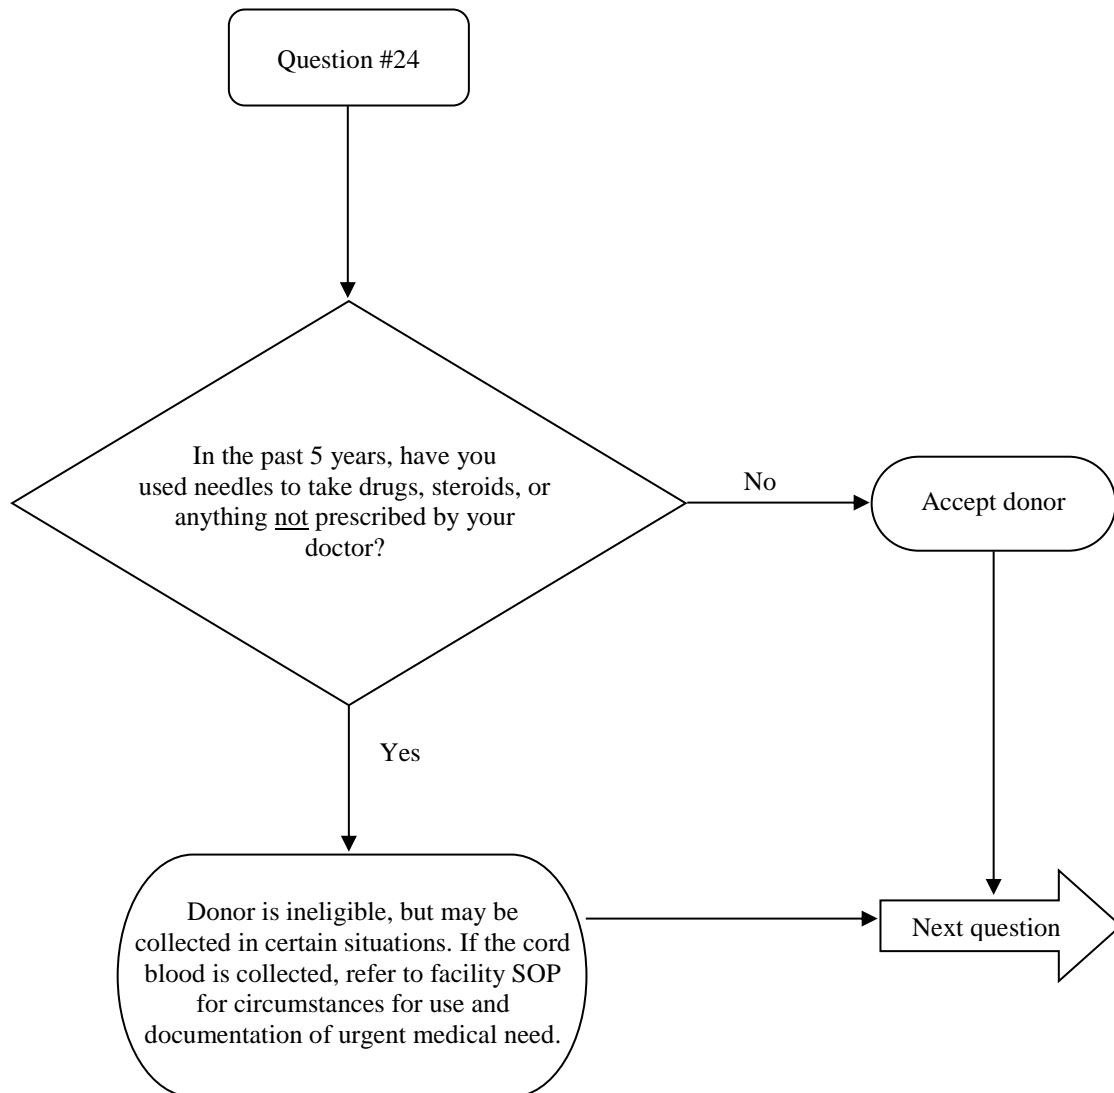 Question #24
In the past 5 years, have you
used needles to take drugs, steroids, or
anything not prescribed by your
doctor?
No
Accept donor
Yes
Donor is ineligible, but may be
collected in certain situations. If the cord
blood is collected, refer to facility SOP
for circumstances for use and
documentation of urgent medical need.
Next question